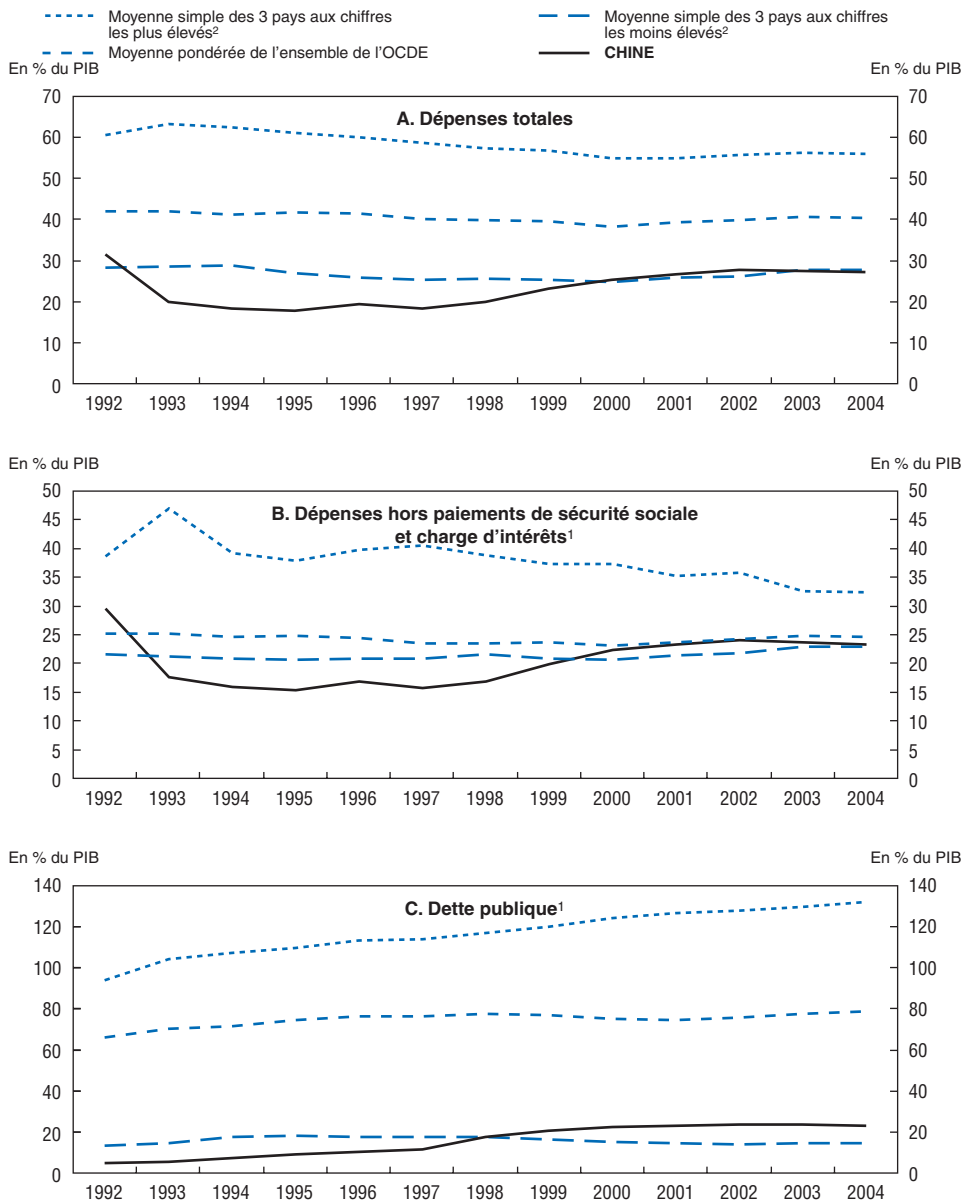 Moyenne simple des 3 pays aux chiffres
les plus élevés²
Moyenne simple des 3 pays aux chiffres
les moins élevés²
Moyenne pondérée de l'ensemble de l'OCDE
CHINE
En % du PIB
En % du PIB
A. Dépenses totales
70 70
60 60
50 50
40 40
30 30
20 20
10 10
0 0
1992 1993 1994 1995 1996 1997 1998 1999 2000 2001 2002 2003 2004
En % du PIB
En % du PIB
B. Dépenses hors paiements de sécurité sociale
et charge d'intérêts¹
50 50
45 45
40 40
35 35
30 30
25 25
20 20
15 15
10 10
5 5
0 0
1992 1993 1994 1995 1996 1997 1998 1999 2000 2001 2002 2003 2004
En % du PIB
En % du PIB
C. Dette publique¹
140 140
120 120
100 100
80 80
60 60
40 40
20 20
0 0
1992 1993 1994 1995 1996 1997 1998 1999 2000 2001 2002 2003 2004